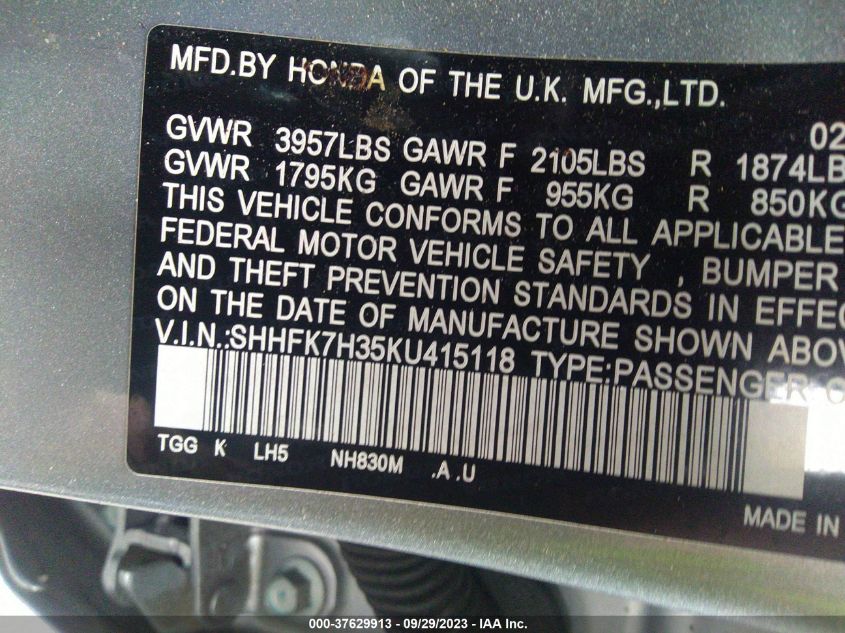 MFD.BY HONDA OF THE U.K. MFG.,LTD.
02
GVWR 3957LBS GAWR F 2105LBS R 1874LB
GVWR 1795KG GAWR F 955KG R 850KG
THIS VEHICLE CONFORMS TO ALL APPLICABLE
FEDERAL MOTOR VEHICLE SAFETY , BUMPER
AND THEFT PREVENTION STANDARDS IN EFFEC
ON THE DATE OF MANUFACTURE SHOWN ABOV
V.I.N.:SHHFK7H35KU415118 TYPE:PASSENGER C
TGG K LH5 NH830M .A .U
MADE IN
000-37629913 - 09/29/2023 - IAA Inc.